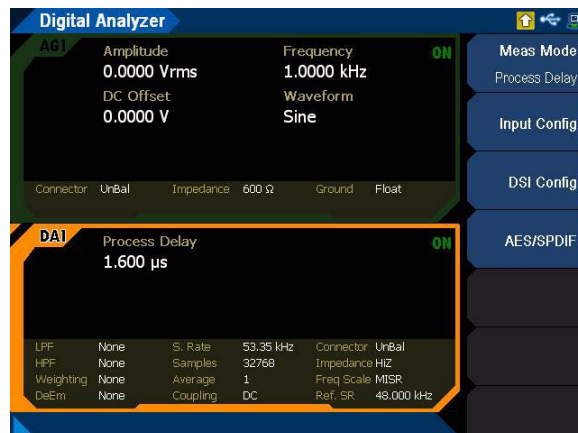 Digital Analyzer
AG1
Amplitude Frequency ON
0.0000 Vrms 1.0000 kHz
DC Offset Waveform
0.0000 V Sine
Connector UnBal Impedance 600 Ω Ground Float
DA1
Process Delay ON
1.600 µs
LPF None S. Rate 53.35 kHz Connector UnBal
HPF None Samples 32768 Impedance HiZ
Weighting None Average 1 Freq Scale MISR
DeEm None Coupling DC Ref. SR 48.000 kHz
Meas Mode
Process Delay
Input Config
DSI Config
AES/SPDIF